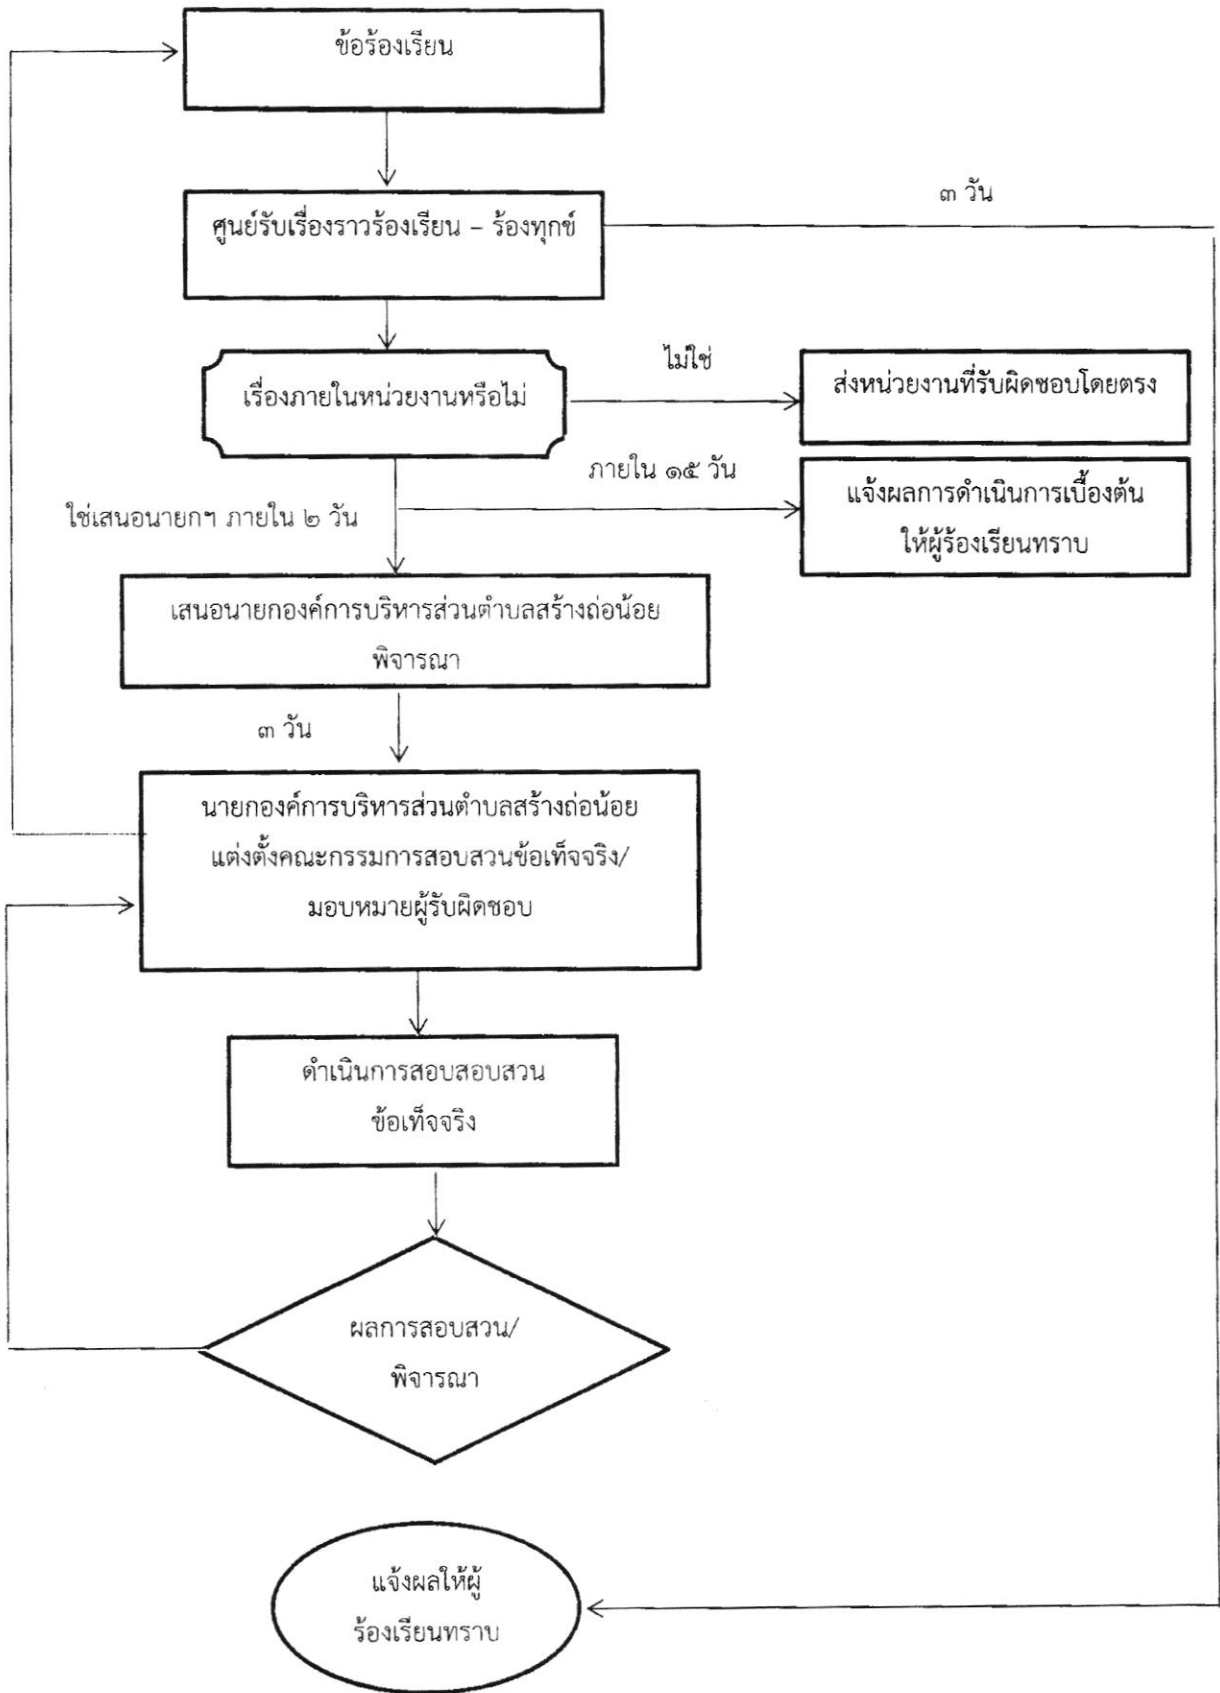 ข้อร้องเรียน
๓ วัน
ศูนย์รับเรื่องราวร้องเรียน – ร้องทุกข์
ไม่ใช่
เรื่องภายในหน่วยงานหรือไม่
ส่งหน่วยงานที่รับผิดชอบโดยตรง
ภายใน ๑๕ วัน
แจ้งผลการดำเนินการเบื้องต้น
ให้ผู้ร้องเรียนทราบ
ใช่เสนอนายกฯ ภายใน ๒ วัน
เสนอนายกองค์การบริหารส่วนตำบลสร้างถ่อน้อย
พิจารณา
๓ วัน
นายกองค์การบริหารส่วนตำบลสร้างถ่อน้อย
แต่งตั้งคณะกรรมการสอบสวนข้อเท็จจริง/
มอบหมายผู้รับผิดชอบ
ดำเนินการสอบสอบสวน
ข้อเท็จจริง
ผลการสอบสวน/
พิจารณา
แจ้งผลให้ผู้
ร้องเรียนทราบ